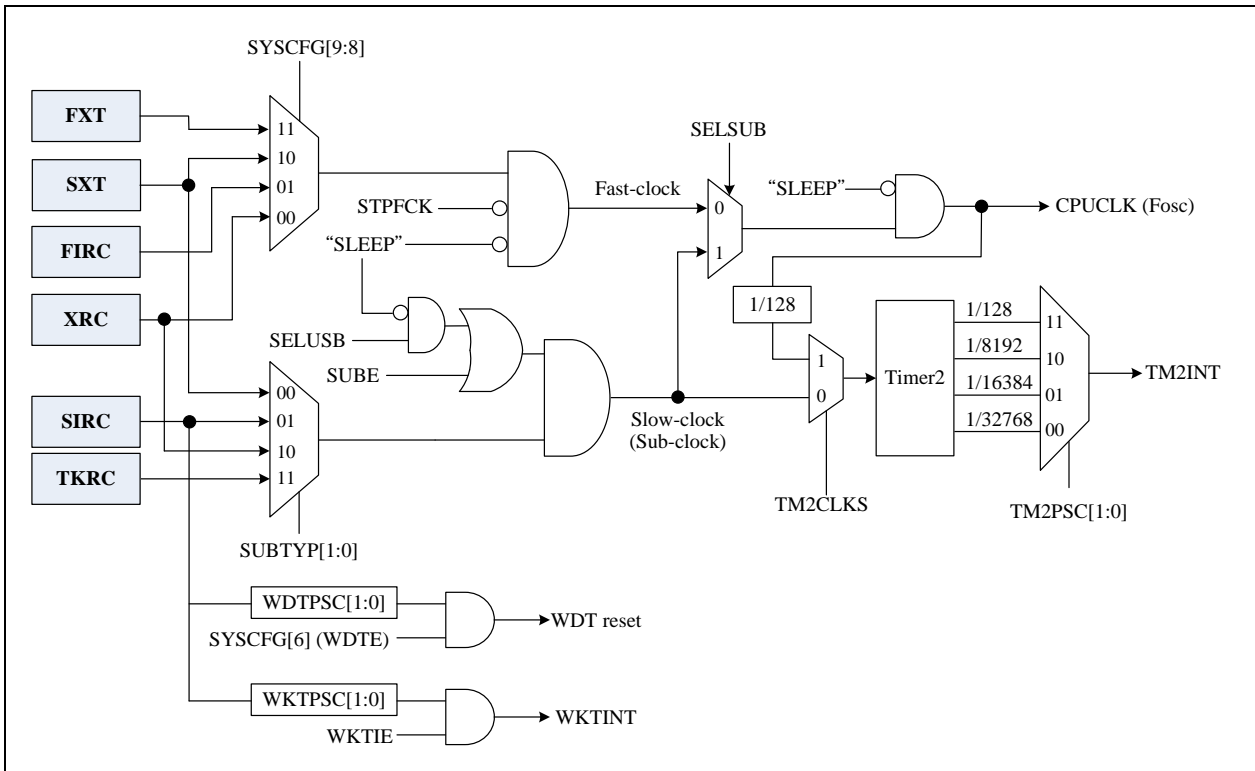 SYSCFG[9:8]
FXT
SXT
FIRC
XRC
SIRC
TKRC
11
10
01
00
STPFCK
"SLEEP"
SELUSB
SUBE
00
01
10
11
SUBTYP[1:0]
Fast-clock
SELSUB
0
1
"SLEEP"
CPUCLK (Fosc)
1/128
Slow-clock
(Sub-clock)
1
0
TM2CLKS
Timer2
1/128
1/8192
1/16384
1/32768
11
10
01
00
TM2INT
TM2PSC[1:0]
WDTPSC[1:0]
SYSCFG[6] (WDTE)
WDT reset
WKTPSC[1:0]
WKTIE
WKTINT